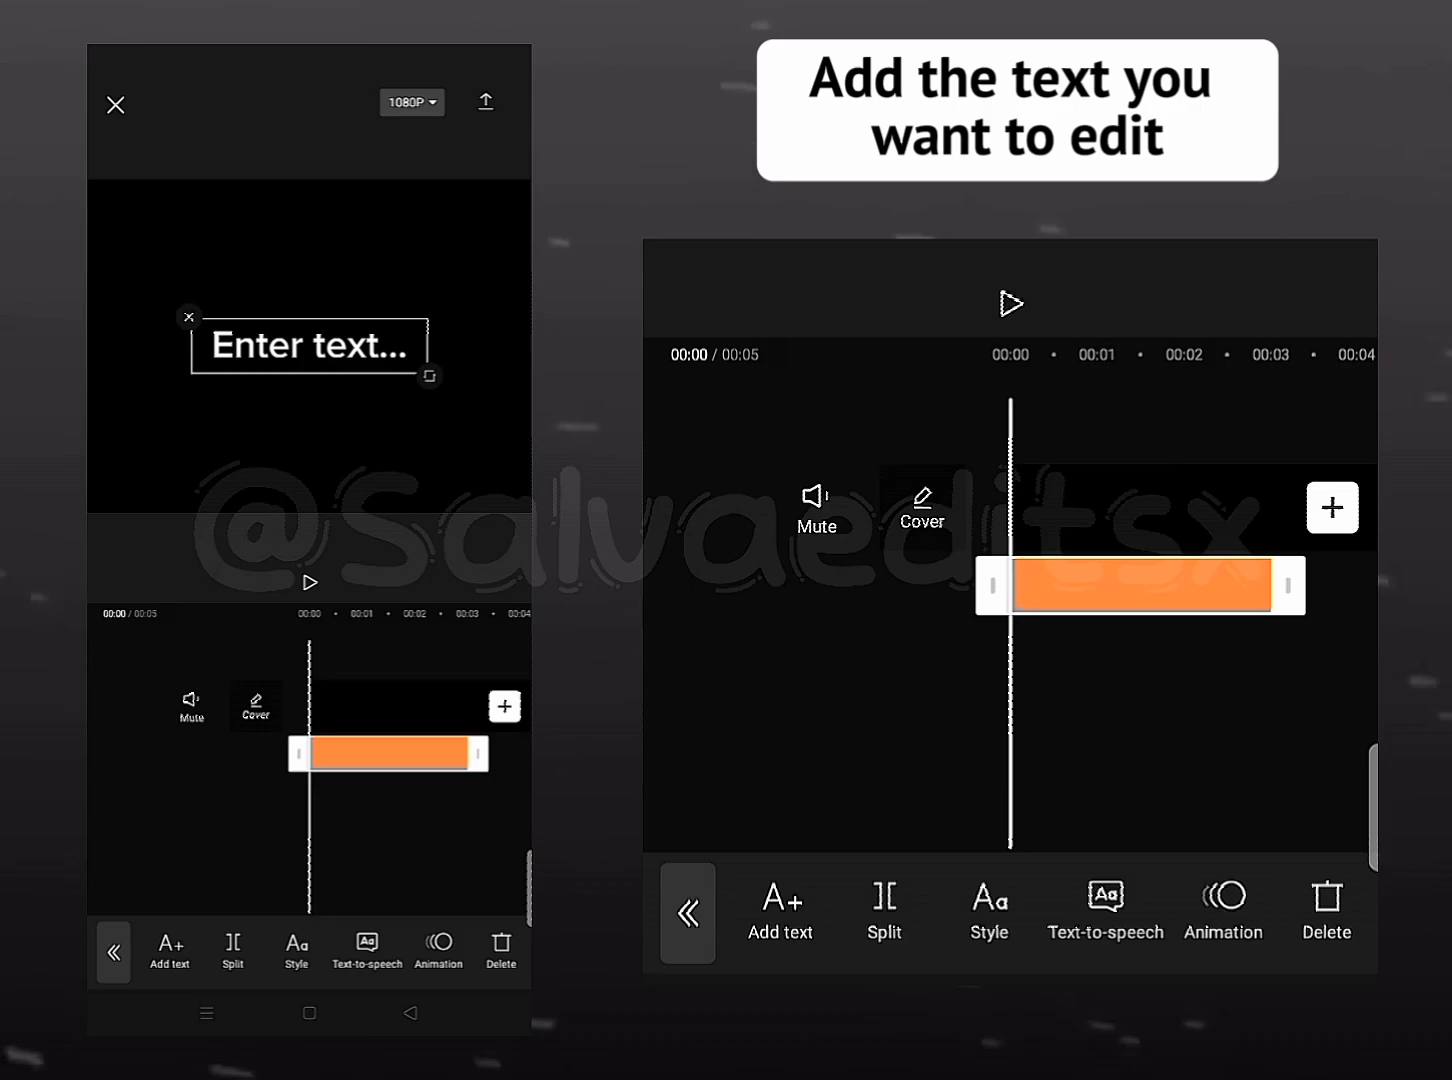 Add the text you
want to edit
1080P
Enter text...
00:00 / 00:05
00:00 00:01 00:02 00:03 00:04
Mute
Cover
Add text
Split
Style
Text-to-speech
Animation
Delete
00:00 / 00:05
00:00 00:01 00:02 00:03 00:04
Mute
Cover
Add text
Split
Style
Text-to-speech
Animation
Delete
@Salvaeditsx